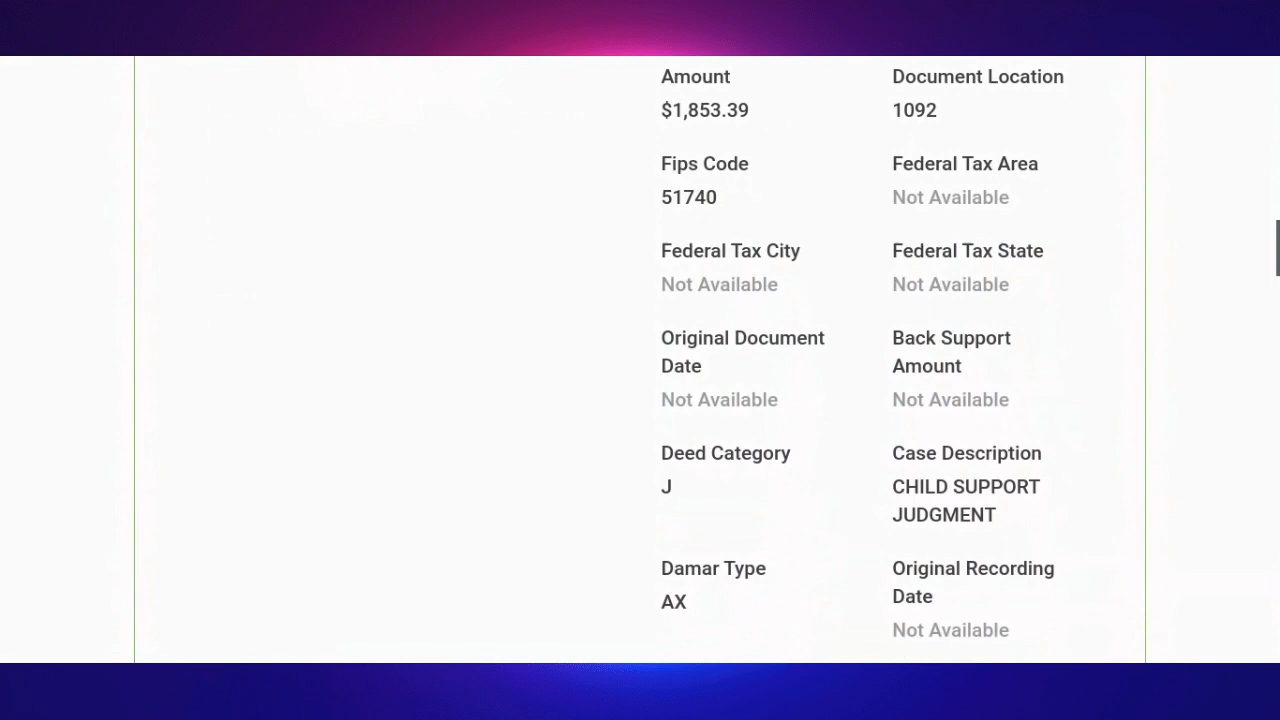 Amount Document Location
$1,853.39 1092
Fips Code Federal Tax Area
51740 Not Available
Federal Tax City Federal Tax State
Not Available Not Available
Original Document Back Support
Date Amount
Not Available Not Available
Deed Category Case Description
J CHILD SUPPORT
JUDGMENT
Damar Type Original Recording
AX Date
Not Available